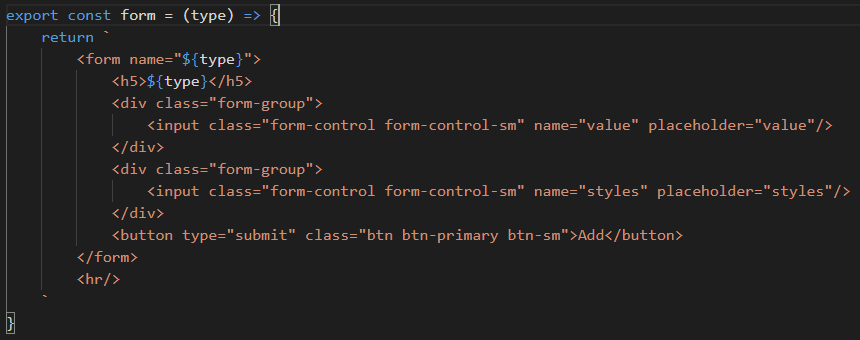 export const form = (type) => {
    return `
        <form name="${type}">
            <h5>${type}</h5>
            <div class="form-group">
                <input class="form-control form-control-sm" name="value" placeholder="value"/>
            </div>
            <div class="form-group">
                <input class="form-control form-control-sm" name="styles" placeholder="styles"/>
            </div>
            <button type="submit" class="btn btn-primary btn-sm">Add</button>
        </form>
        <hr/>
    `
}